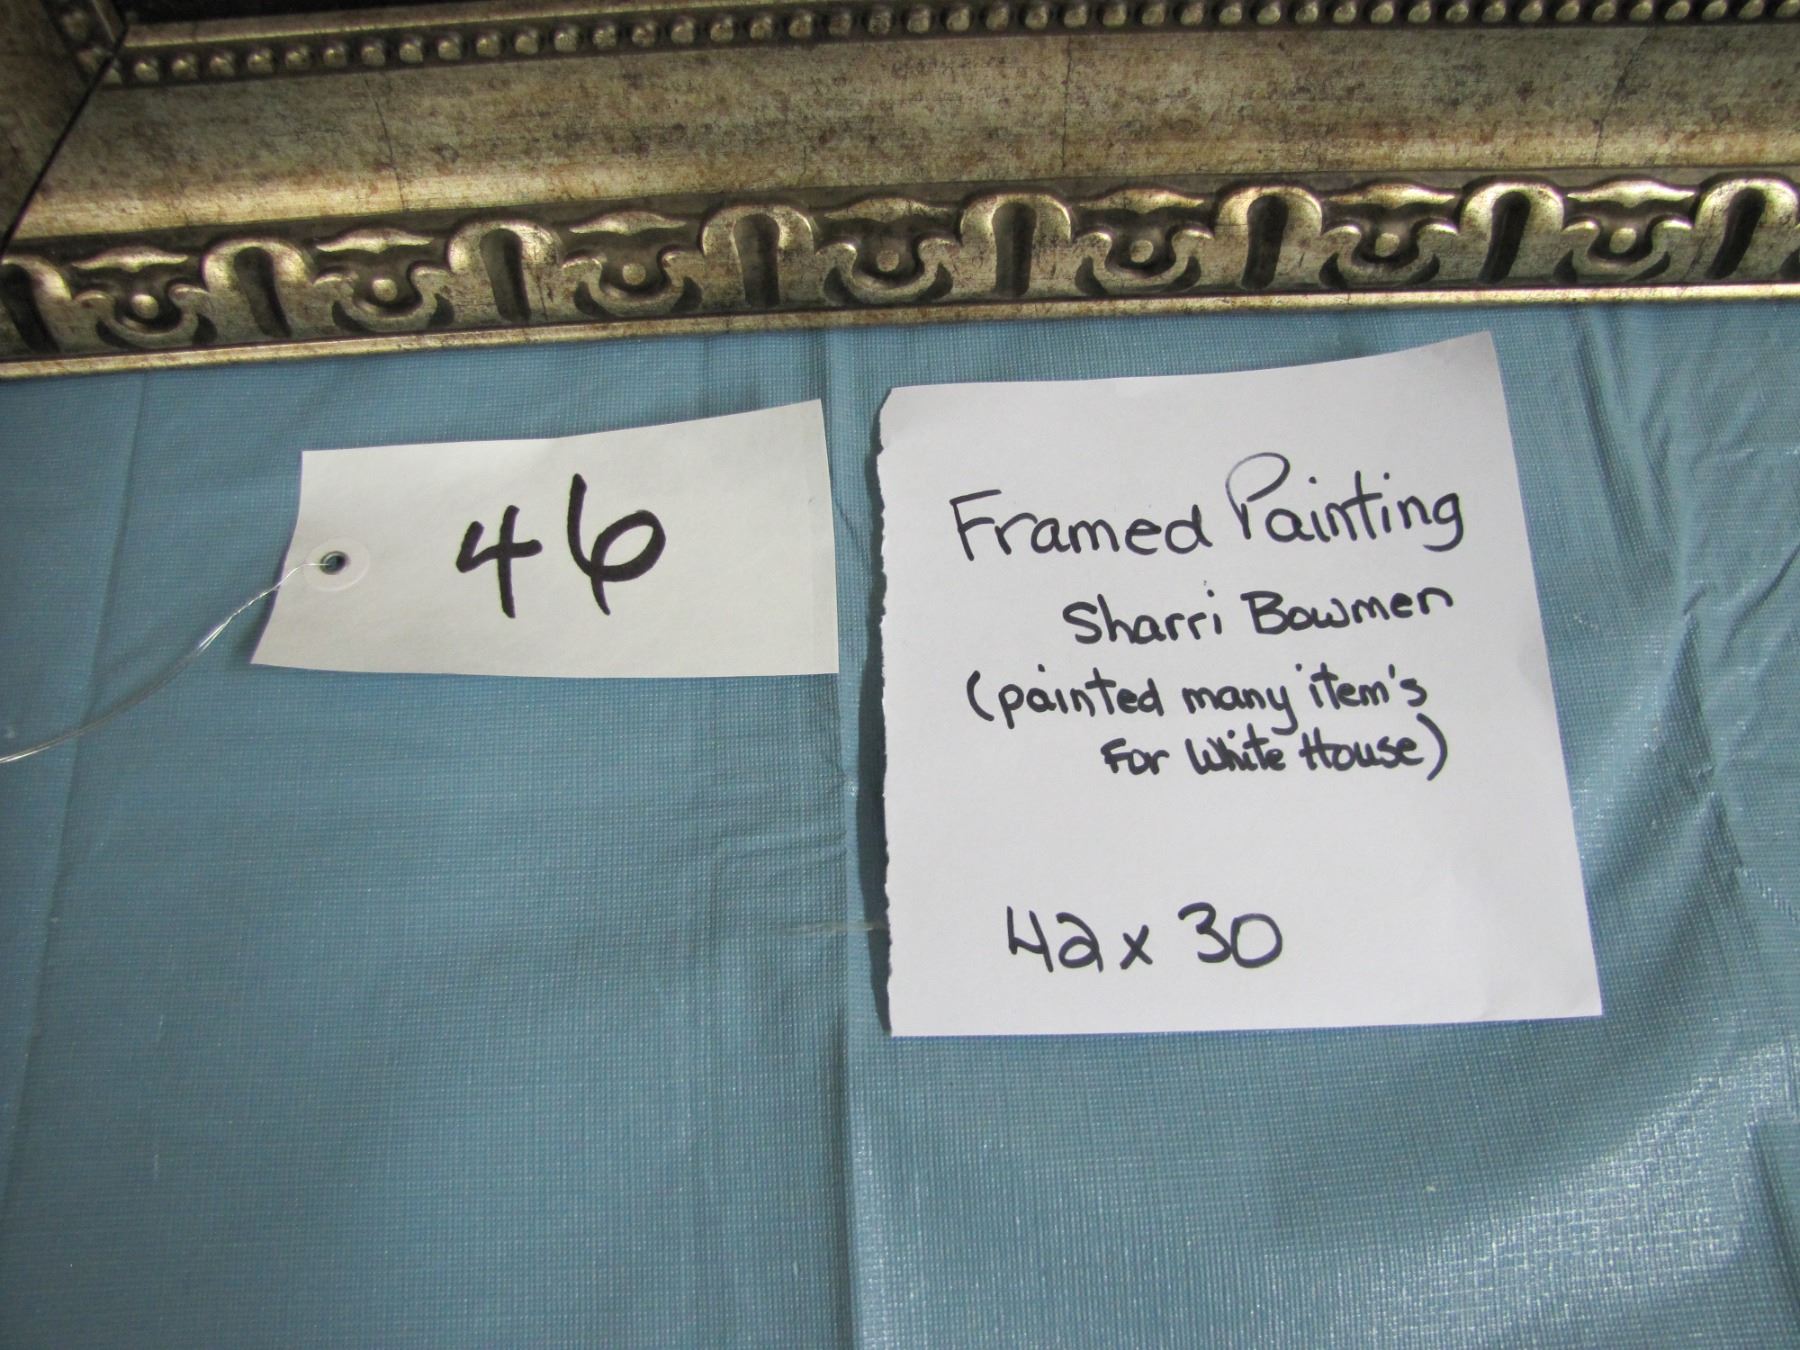 46
Framed Painting
Sharri Bowmen
(painted many item's
For White House)
42 x 30